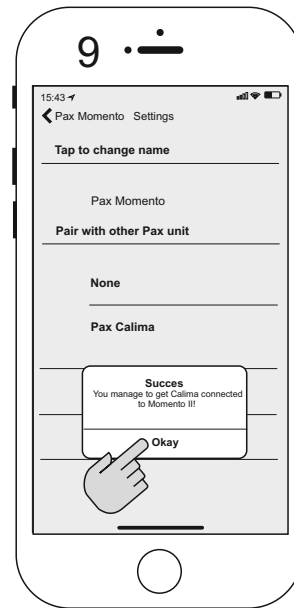 9
15:43
Pax Momento Settings
Tap to change name
Pax Momento
Pair with other Pax unit
None
Pax Calima
Succes
You manage to get Calima connected
to Momento II!
Okay